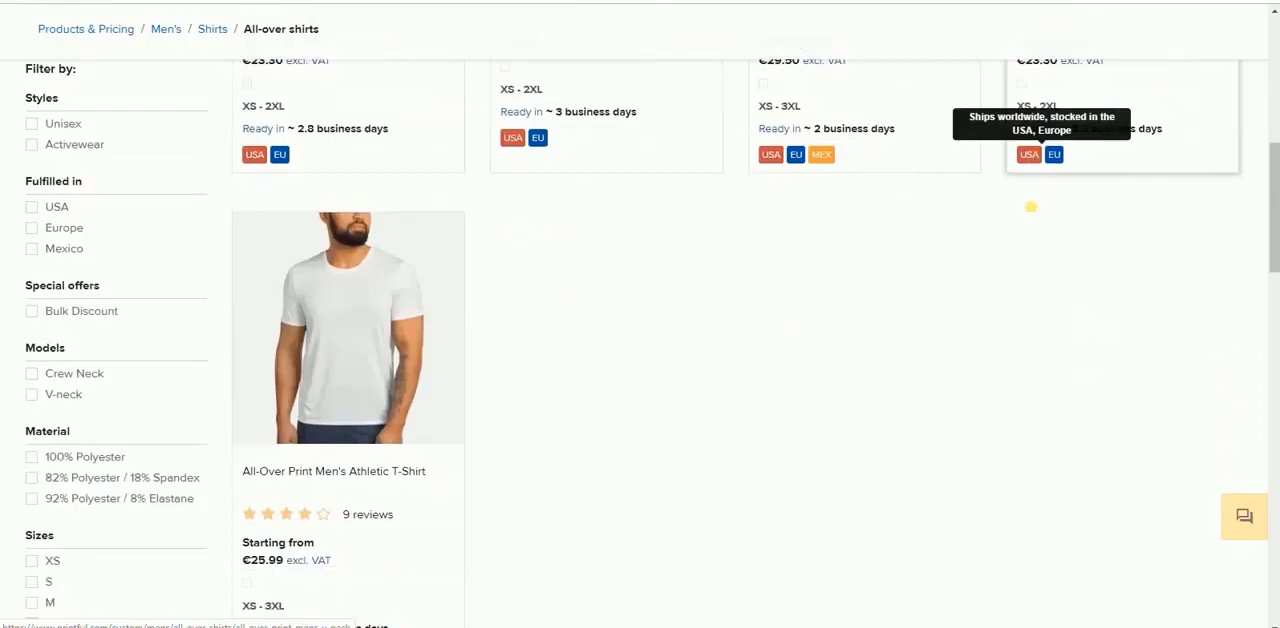 Products & Pricing / Men's / Shirts / All-over shirts
Filter by:
Styles
Unisex
Activewear
Fulfilled in
USA
Europe
Mexico
Special offers
Bulk Discount
Models
Crew Neck
V-neck
Material
100% Polyester
82% Polyester / 18% Spandex
92% Polyester / 8% Elastane
Sizes
XS
S
M
€23.30 excl. VAT
XS - 2XL
Ready in ~ 2.8 business days
USA EU
XS - 2XL
Ready in ~ 3 business days
USA EU
€29.50 excl. VAT
XS - 3XL
Ready in ~ 2 business days
USA EU MEX
€23.30 excl. VAT
XS - 2XL
Ships worldwide, stocked in the
USA, Europe
days
USA EU
All-Over Print Men's Athletic T-Shirt
9 reviews
Starting from
€25.99 excl. VAT
XS - 3XL
days